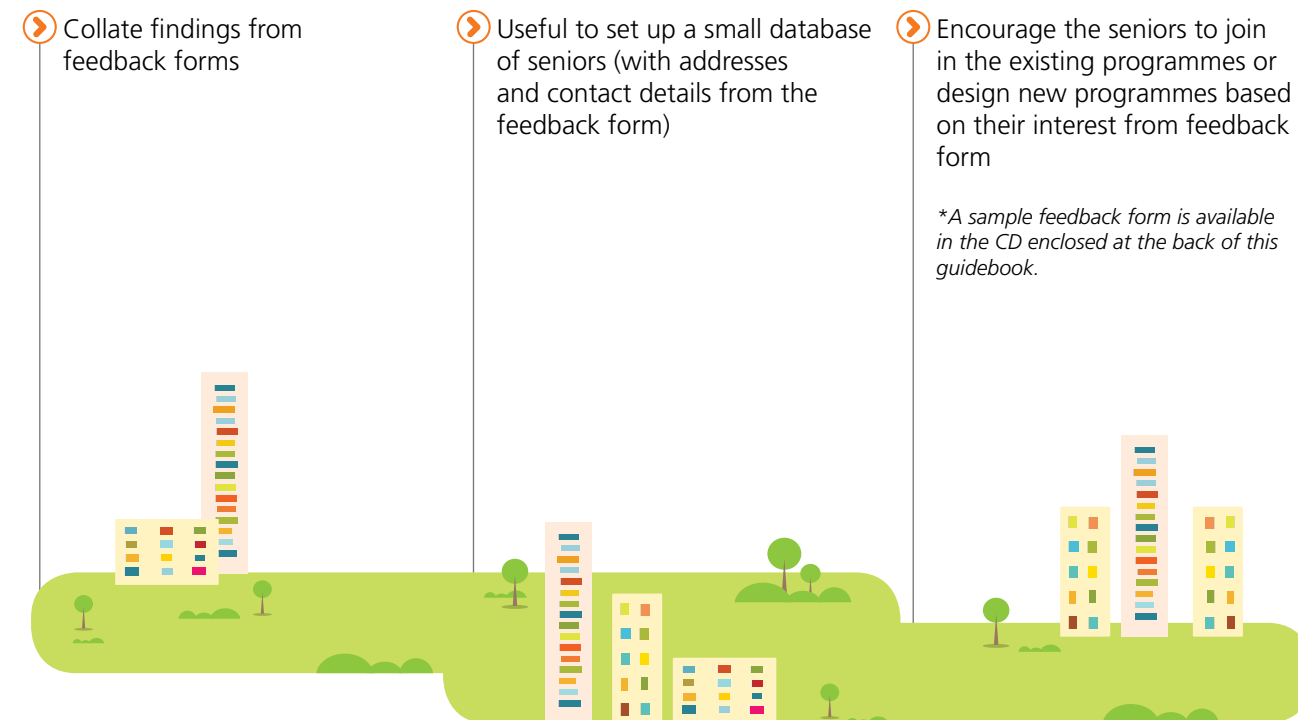 Collate findings from
feedback forms
Useful to set up a small database
of seniors (with addresses
and contact details from the
feedback form)
Encourage the seniors to join
in the existing programmes or
design new programmes based
on their interest from feedback
form
*A sample feedback form is available
in the CD enclosed at the back of this
guidebook.